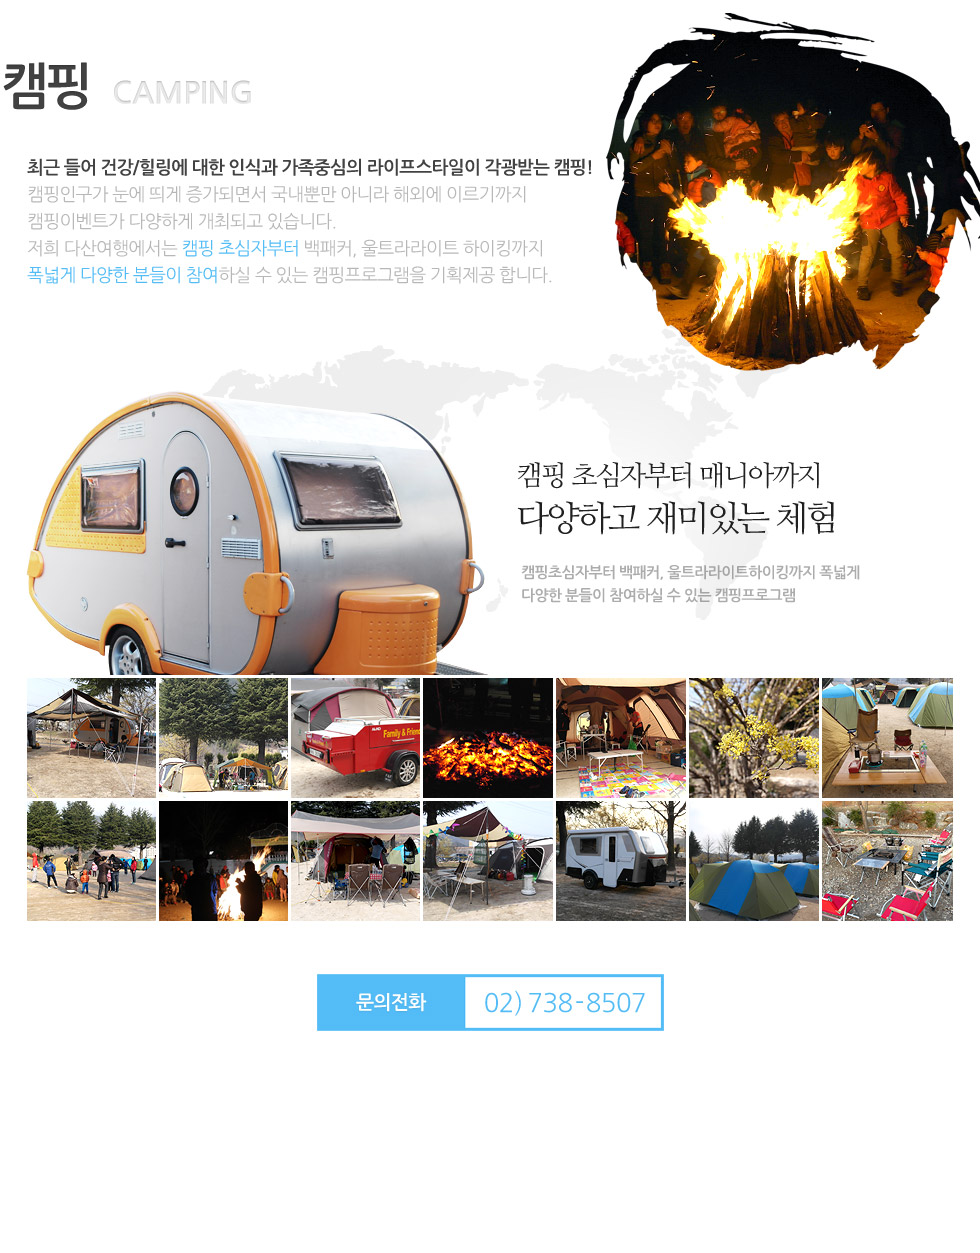 캠핑 CAMPING
최근 들어 건강/힐링에 대한 인식과 가족중심의 라이프스타일이 각광받는 캠핑!
캠핑인구가 눈에 띄게 증가되면서 국내뿐만 아니라 해외에 이르기까지
캠핑이벤트가 다양하게 개최되고 있습니다.
저희 다산여행에서는 캠핑 초심자부터 백패커, 울트라라이트 하이킹까지
폭넓게 다양한 분들이 참여하실 수 있는 캠핑프로그램을 기획제공 합니다.
캠핑 초심자부터 매니아까지
다양하고 재미있는 체험
캠핑초심자부터 백패커, 울트라라이트하이킹까지 폭넓게
다양한 분들이 참여하실 수 있는 캠핑프로그램
Family & Friend
문의전화 02) 738-8507